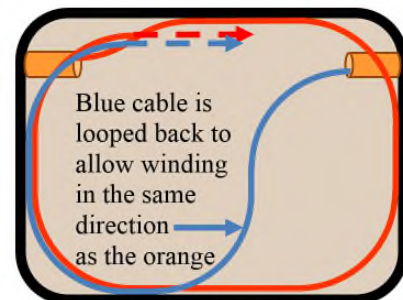 Blue cable is
looped back to
allow winding
in the same
direction
as the orange